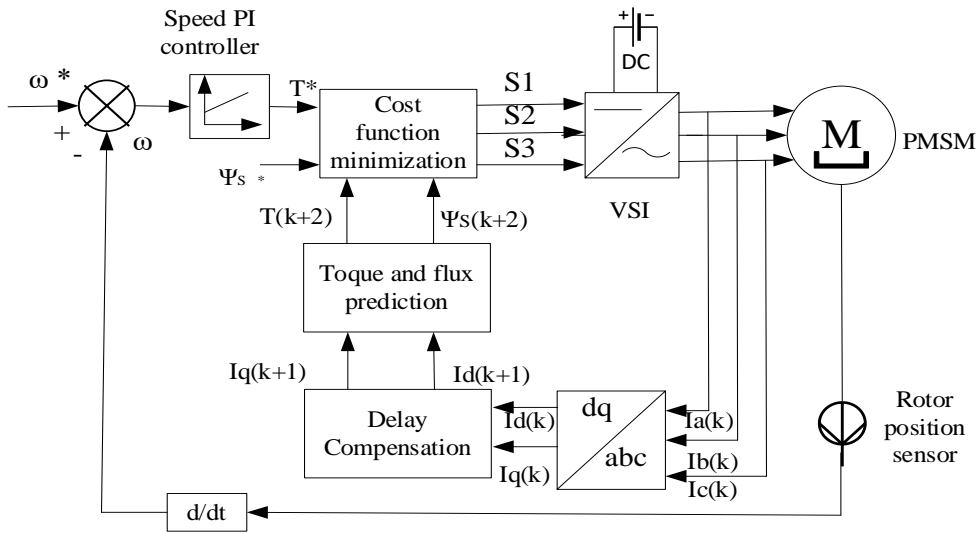 Speed PI
controller
+ −
DC
ω *
+
-
ω
T*
Ψs *
Cost
function
minimization
S1
S2
S3
VSI
M
PMSM
T(k+2)
Ψs(k+2)
Toque and flux
prediction
Iq(k+1)
Id(k+1)
Delay
Compensation
Id(k)
Iq(k)
dq
abc
Ia(k)
Ib(k)
Ic(k)
Rotor
position
sensor
d/dt